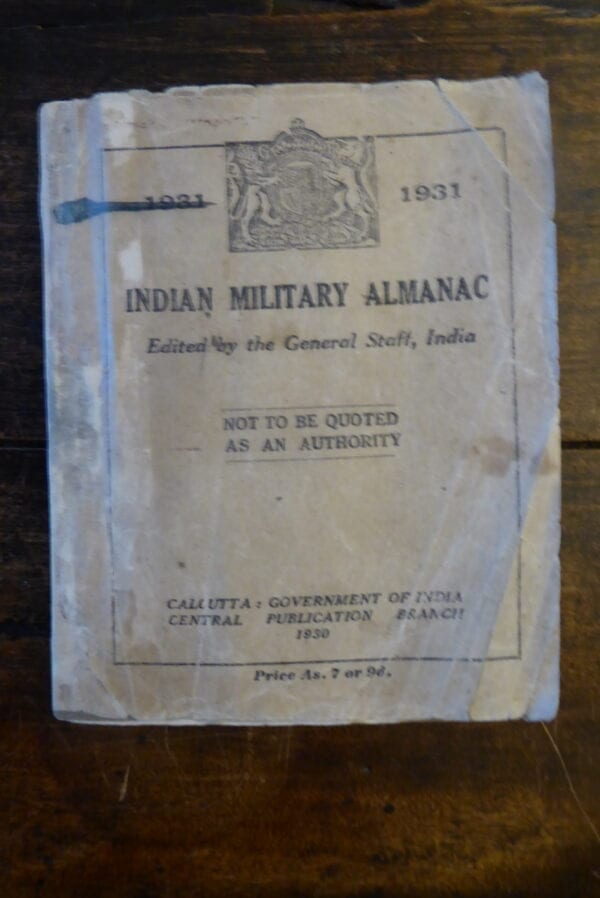 1931 1931
INDIAN MILITARY ALMANAC
Edited by the General Staff, India
NOT TO BE QUOTED
AS AN AUTHORITY
CALCUTTA: GOVERNMENT OF INDIA
CENTRAL PUBLICATION BRANCH
1930
Price As. 7 or 9d.